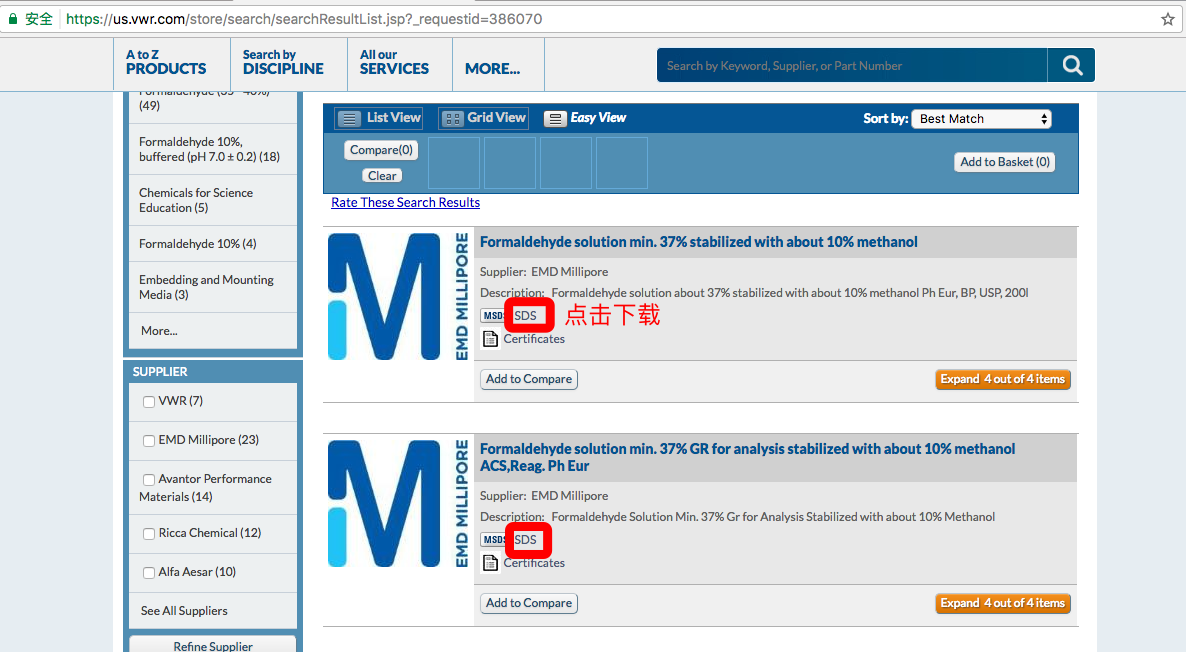 安全 https://us.vwr.com/store/search/searchResultList.jsp?_requestid=386070
A to Z
PRODUCTS
Search by
DISCIPLINE
All our
SERVICES
MORE...
Search by Keyword, Supplier, or Part Number
Formaldehyde (35 - 40%)
(49)
Formaldehyde 10%,
buffered (pH 7.0 ± 0.2) (18)
Chemicals for Science
Education (5)
Formaldehyde 10% (4)
Embedding and Mounting
Media (3)
More...
SUPPLIER
VWR (7)
EMD Millipore (23)
Avantor Performance
Materials (14)
Ricca Chemical (12)
Alfa Aesar (10)
See All Suppliers
Refine Supplier
List View
Grid View
Easy View
Sort by: Best Match
Compare(0)
Clear
Add to Basket (0)
Rate These Search Results
EMD MILLIPORE
Formaldehyde solution min. 37% stabilized with about 10% methanol
Supplier: EMD Millipore
Description: Formaldehyde solution about 37% stabilized with about 10% methanol Ph Eur, BP, USP, 200l
MSDS SDS 点击下载
Certificates
Add to Compare
Expand 4 out of 4 items
EMD MILLIPORE
Formaldehyde solution min. 37% GR for analysis stabilized with about 10% methanol
ACS,Reag. Ph Eur
Supplier: EMD Millipore
Description: Formaldehyde Solution Min. 37% Gr for Analysis Stabilized with about 10% Methanol
MSDS SDS
Certificates
Add to Compare
Expand 4 out of 4 items